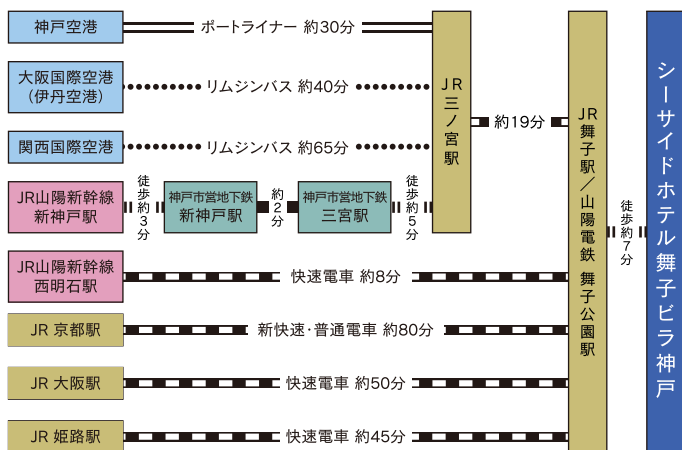 神戸空港
ポートライナー 約30分
大阪国際空港
(伊丹空港)
リムジンバス 約40分
関西国際空港
リムジンバス 約65分
JR山陽新幹線
新神戸駅
徒歩約3分
神戸市営地下鉄
新神戸駅
約2分
神戸市営地下鉄
三宮駅
徒歩約5分
JR三ノ宮駅
約19分
JR山陽新幹線
西明石駅
快速電車 約8分
JR 京都駅
新快速・普通電車 約80分
JR 大阪駅
快速電車 約50分
JR 姫路駅
快速電車 約45分
JR舞子駅/山陽電鉄 舞子公園駅
徒歩約7分
シーサイドホテル舞子ビラ神戸